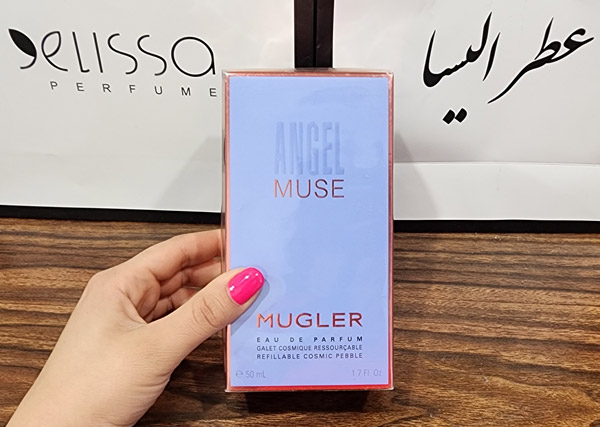 elissa
PERFUME
عطر الیسا
ANGEL
MUSE
MUGLER
EAU DE PARFUM
GALET COSMIQUE RESSOURÇABLE
REFILLABLE COSMIC PEBBLE
℮ 50 mL 1.7 Fl. Oz.